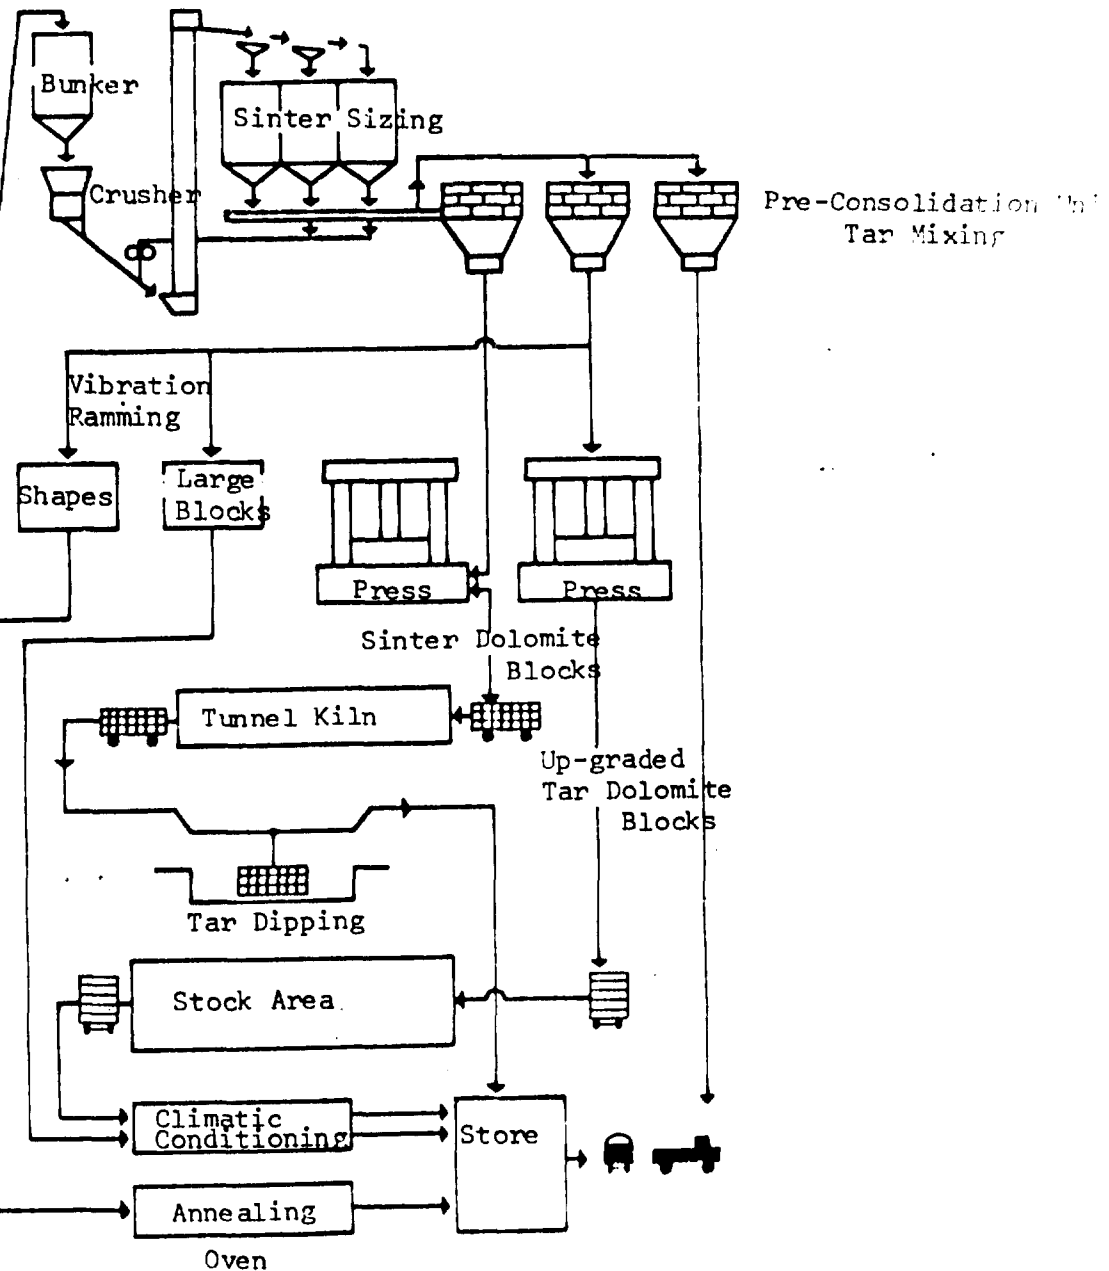 Bunker
Sinter Sizing
Crusher
Pre-Consolidation
Tar Mixing
Vibration
Ramming
Shapes
Large
Blocks
Press
Press
Sinter Dolomite
Blocks
Tunnel Kiln
Up-graded
Tar Dolomite
Blocks
Tar Dipping
Stock Area
Climatic
Conditioning
Store
Annealing
Oven